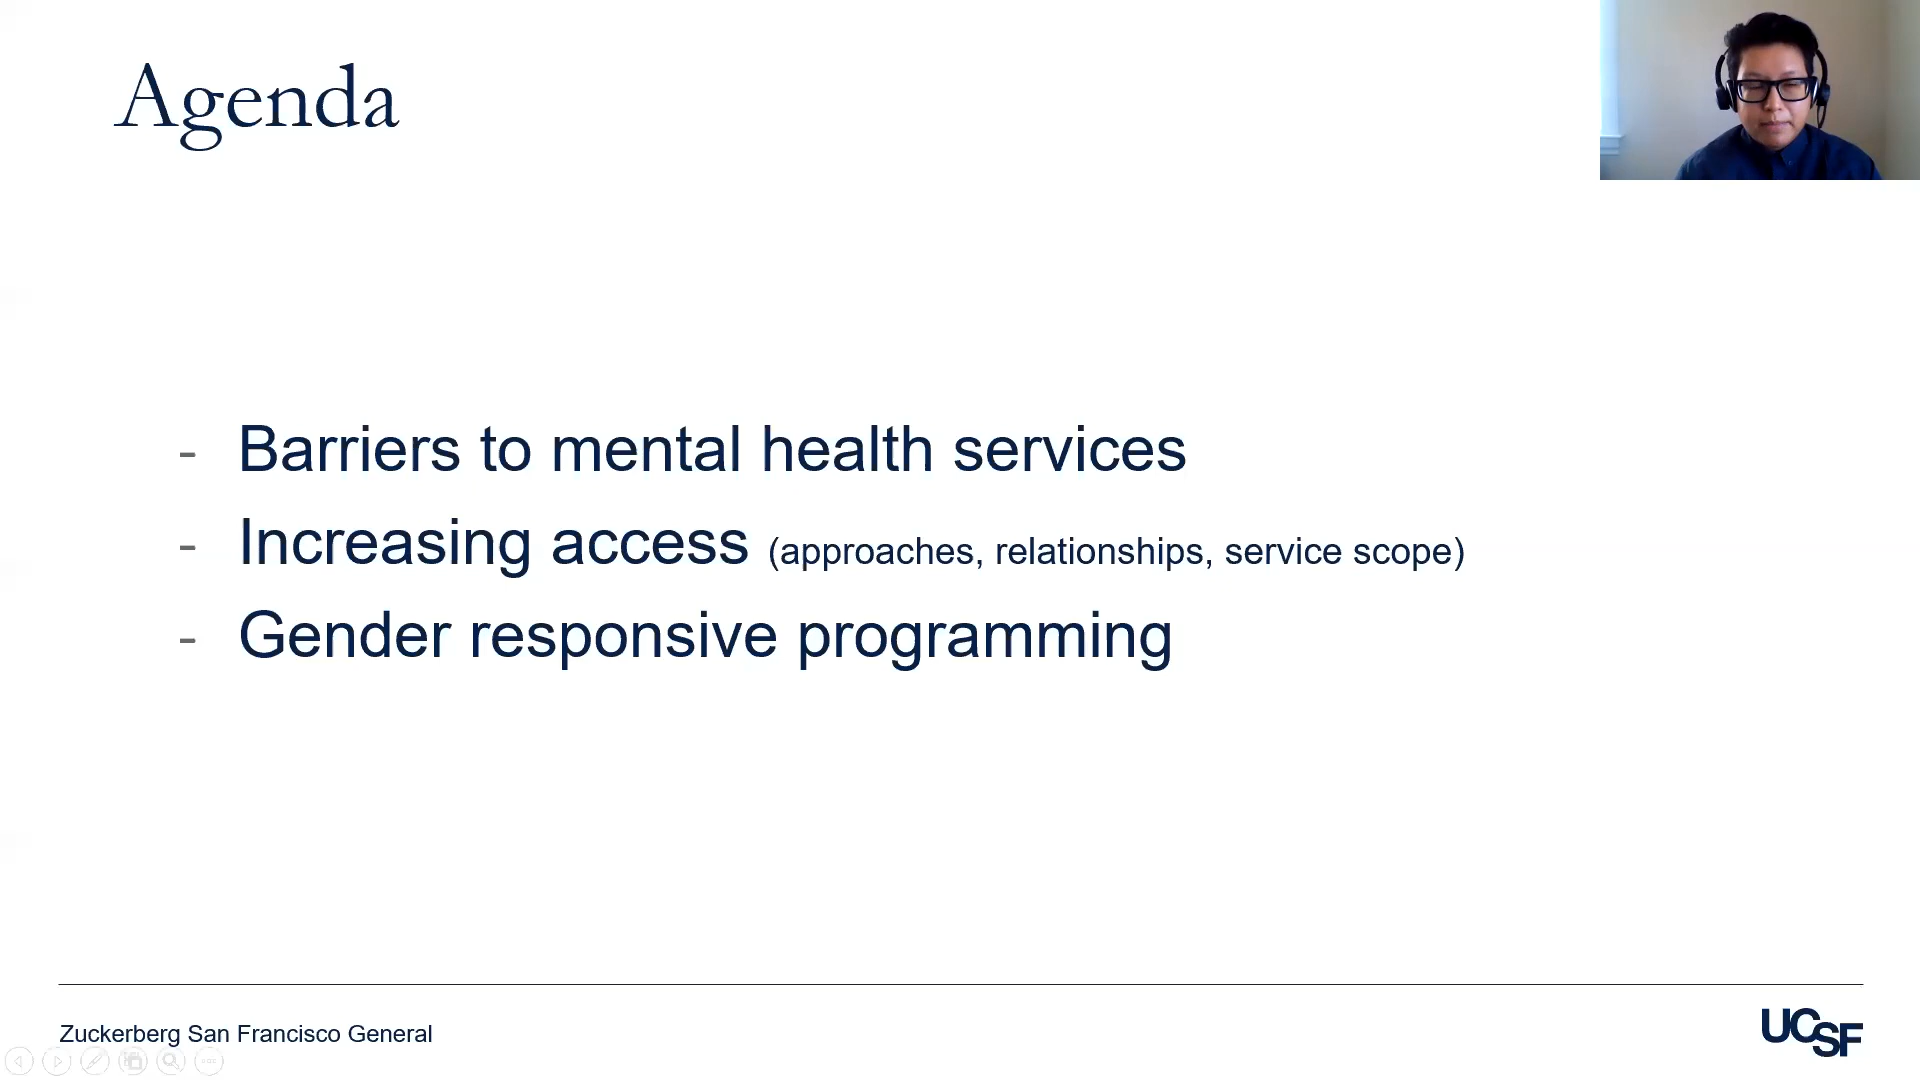 Agenda
- Barriers to mental health services
- Increasing access (approaches, relationships, service scope)
- Gender responsive programming
Zuckerberg San Francisco General
UCSF